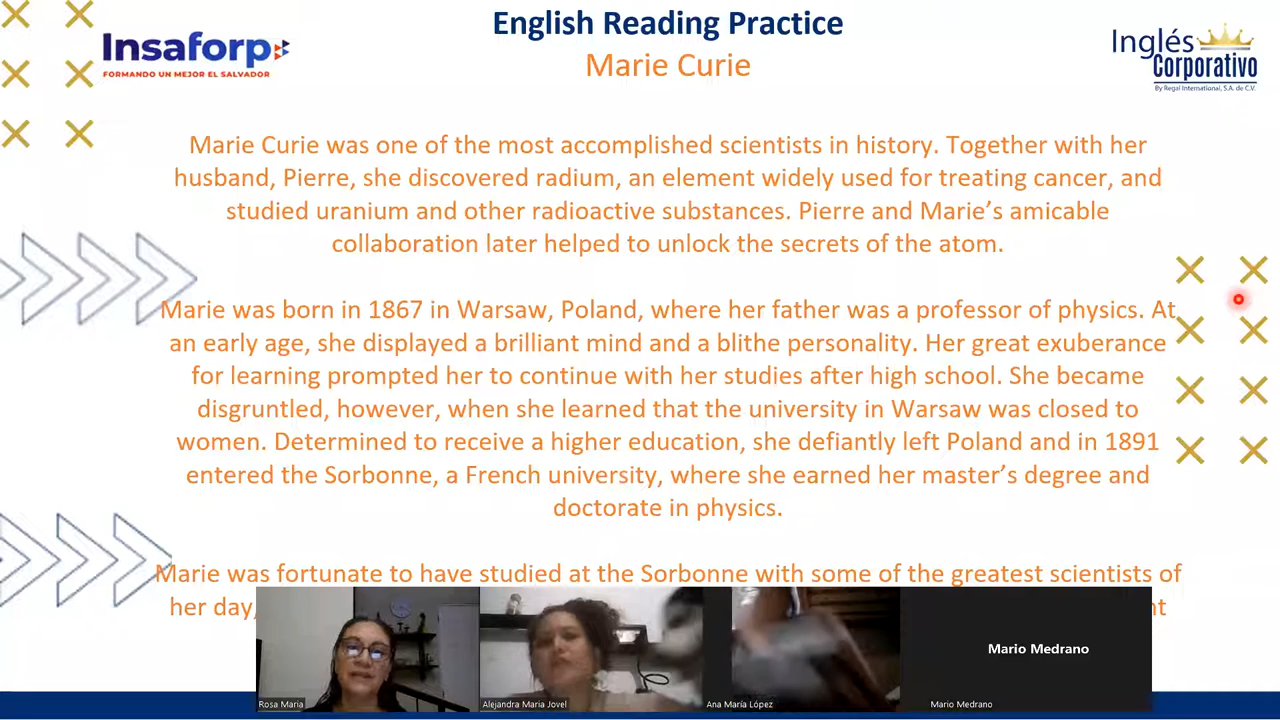 English Reading Practice
Insaforp
FORMANDO UN MEJOR EL SALVADOR
Inglés
Corporativo
By Regal International, S.A. de C.V.
Marie Curie
Marie Curie was one of the most accomplished scientists in history. Together with her
husband, Pierre, she discovered radium, an element widely used for treating cancer, and
studied uranium and other radioactive substances. Pierre and Marie’s amicable
collaboration later helped to unlock the secrets of the atom.
Marie was born in 1867 in Warsaw, Poland, where her father was a professor of physics. At
an early age, she displayed a brilliant mind and a blithe personality. Her great exuberance
for learning prompted her to continue with her studies after high school. She became
disgruntled, however, when she learned that the university in Warsaw was closed to
women. Determined to receive a higher education, she defiantly left Poland and in 1891
entered the Sorbonne, a French university, where she earned her master’s degree and
doctorate in physics.
Marie was fortunate to have studied at the Sorbonne with some of the greatest scientists of
her day,
Mario Medrano
Rosa Maria
Alejandra Maria Jovel
Ana María López
Mario Medrano